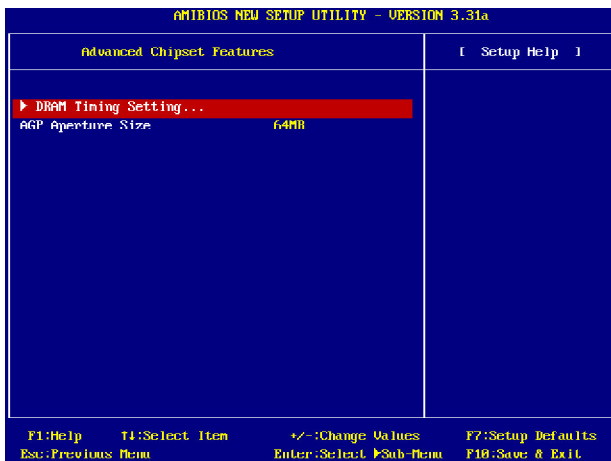 AMIBIOS NEW SETUP UTILITY - VERSION 3.31a
Advanced Chipset Features
[ Setup Help ]
▶ DRAM Timing Setting...
AGP Aperture Size 64MB
F1:Help ↑↓:Select Item +/-:Change Values F7:Setup Defaults
Esc:Previous Menu Enter:Select ▶Sub-Menu F10:Save & Exit